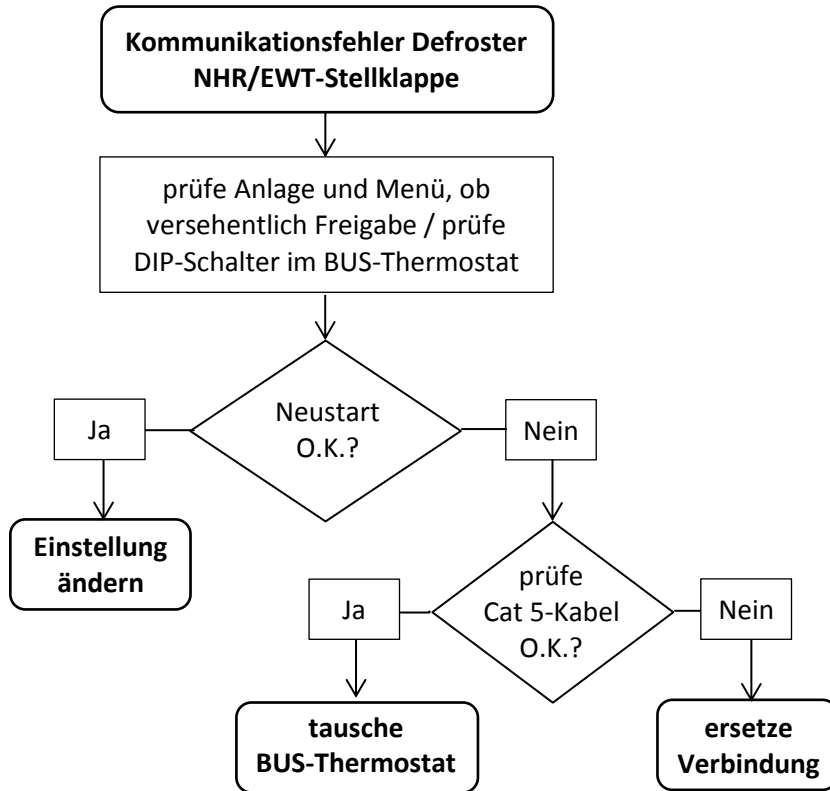 Kommunikationsfehler Defroster
NHR/EWT-Stellklappe
prüfe Anlage und Menü, ob
versehentlich Freigabe / prüfe
DIP-Schalter im BUS-Thermostat
Neustart
O.K.?
Ja
Nein
Einstellung
ändern
prüfe
Cat 5-Kabel
O.K.?
Ja
Nein
tausche
BUS-Thermostat
ersetze
Verbindung